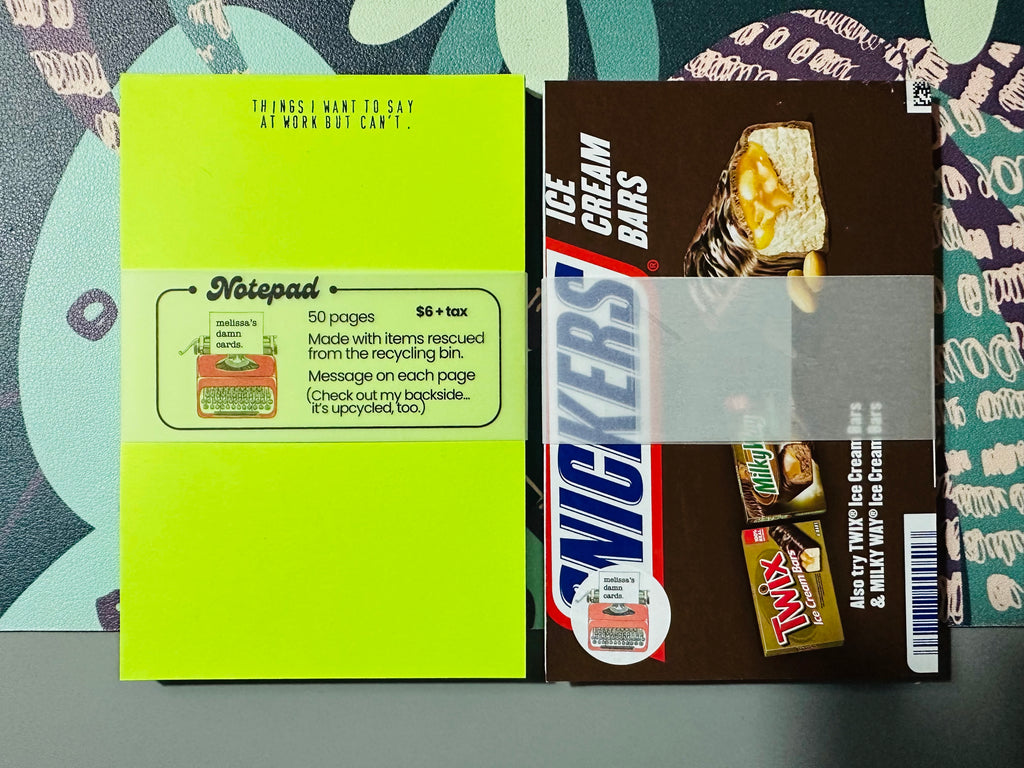 THINGS I WANT TO SAY
AT WORK BUT CAN'T.
Notepad
melissa's
damn
cards.
50 pages
$6 + tax
Made with items rescued
from the recycling bin.
Message on each page
(Check out my backside...
it's upcycled, too.)
ICE
CREAM
BARS
SNICKERS®
MilkyWay
TWIX
Ice Cream Bars
Also try TWIX® Ice Cream Bars
& MILKY WAY® Ice Cream Bars
melissa's
damn
cards.